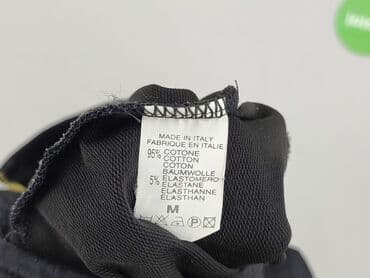 MADE IN ITALY
FABRIQUE EN ITALIE
95% COTONE
COTTON
COTON
BAUMWOLLE
5% ELASTOMERO
ELASTANE
ELASTHANNE
ELASTHAN
M